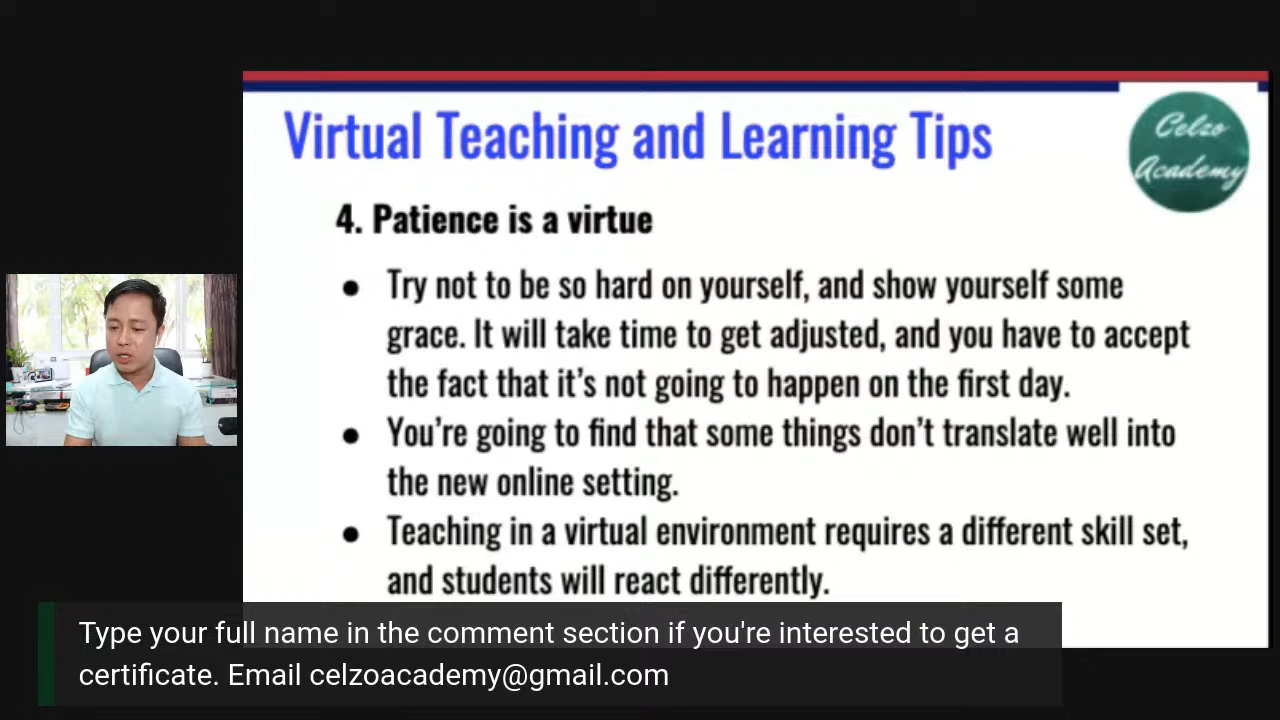 Virtual Teaching and Learning Tips
Celzo
Academy
4. Patience is a virtue
● Try not to be so hard on yourself, and show yourself some
grace. It will take time to get adjusted, and you have to accept
the fact that it's not going to happen on the first day.
● You're going to find that some things don't translate well into
the new online setting.
● Teaching in a virtual environment requires a different skill set,
and students will react differently.
Type your full name in the comment section if you're interested to get a
certificate. Email celzoacademy@gmail.com